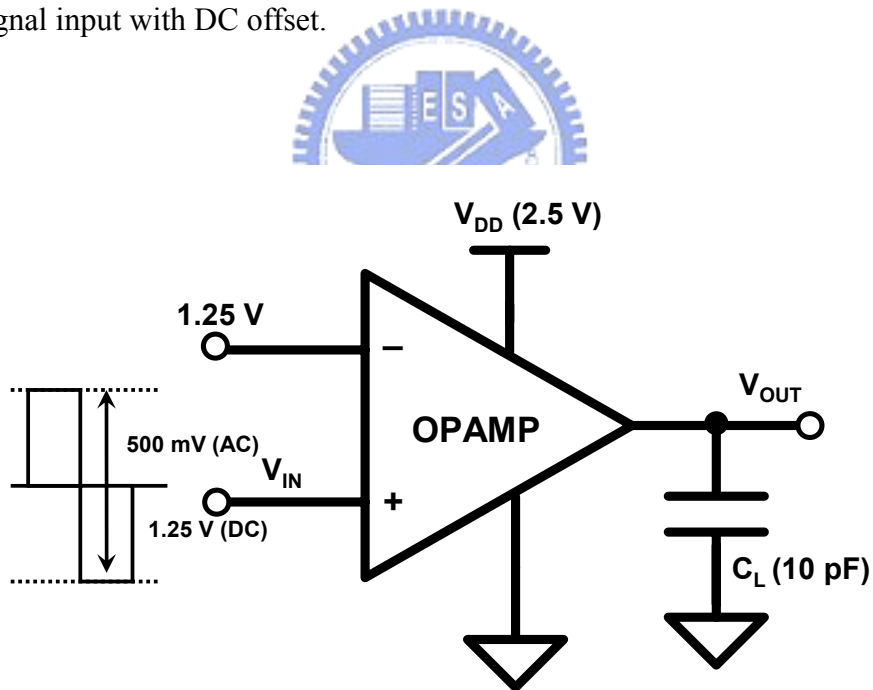 gnal input with DC offset.
E S A
V_DD (2.5 V)
1.25 V
−
V_OUT
OPAMP
500 mV (AC)
V_IN
+
1.25 V (DC)
C_L (10 pF)